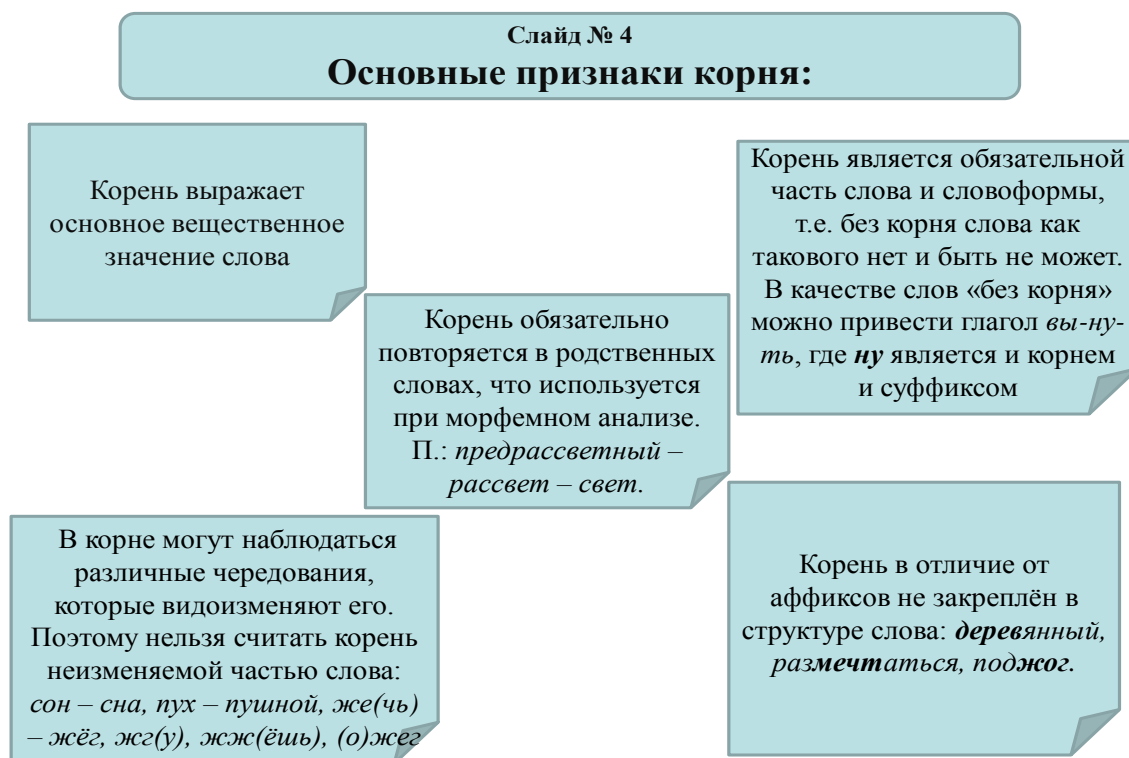 Слайд № 4
Основные признаки корня:
Корень выражает
основное вещественное
значение слова
Корень является обязательной
часть слова и словоформы,
т.е. без корня слова как
такового нет и быть не может.
В качестве слов «без корня»
можно привести глагол вы-ну-
ть, где ну является и корнем
и суффиксом
Корень обязательно
повторяется в родственных
словах, что используется
при морфемном анализе.
П.: предрассветный –
рассвет – свет.
В корне могут наблюдаться
различные чередования,
которые видоизменяют его.
Поэтому нельзя считать корень
неизменяемой частью слова:
сон – сна, пух – пушной, же(чь)
– жёг, жг(у), жж(ёшь), (о)жег
Корень в отличие от
аффиксов не закреплён в
структуре слова: деревянный,
размечтаться, поджог.